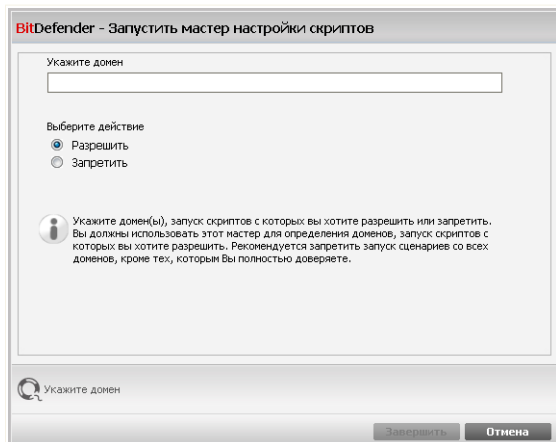 BitDefender - Запустить мастер настройки скриптов
Укажите домен
Выберите действие
Разрешить
Запретить
Укажите домен(ы), запуск скриптов с которых вы хотите разрешить или запретить.
Вы должны использовать этот мастер для определения доменов, запуск скриптов с
которых вы хотите разрешить. Рекомендуется запретить запуск сценариев со всех
доменов, кроме тех, которым Вы полностью доверяете.
Укажите домен
Завершить Отмена